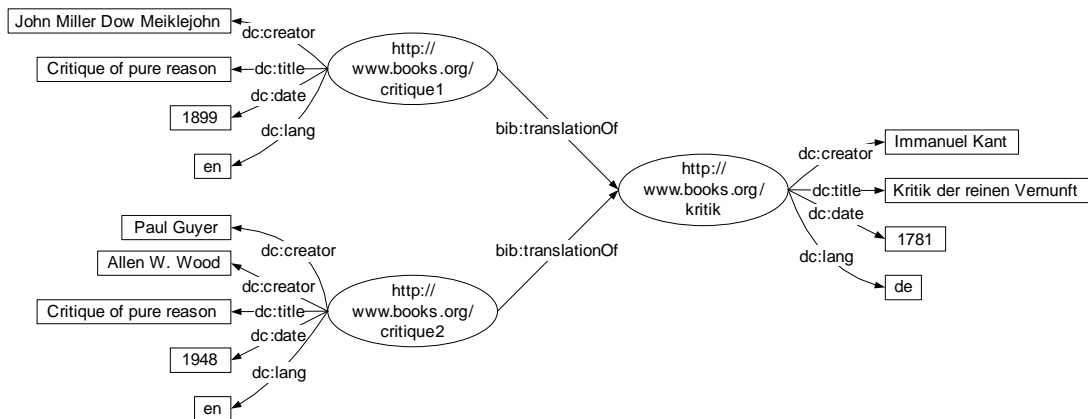 John Miller Dow Meiklejohn
dc:creator
Critique of pure reason
dc:title
dc:date
1899
dc:lang
en
http://
www.books.org/
critique1
bib:translationOf
Paul Guyer
dc:creator
Allen W. Wood
dc:creator
Critique of pure reason
dc:title
dc:date
1948
dc:lang
en
http://
www.books.org/
critique2
bib:translationOf
http://
www.books.org/
kritik
dc:creator
Immanuel Kant
dc:title
Kritik der reinen Vernunft
dc:date
1781
dc:lang
de